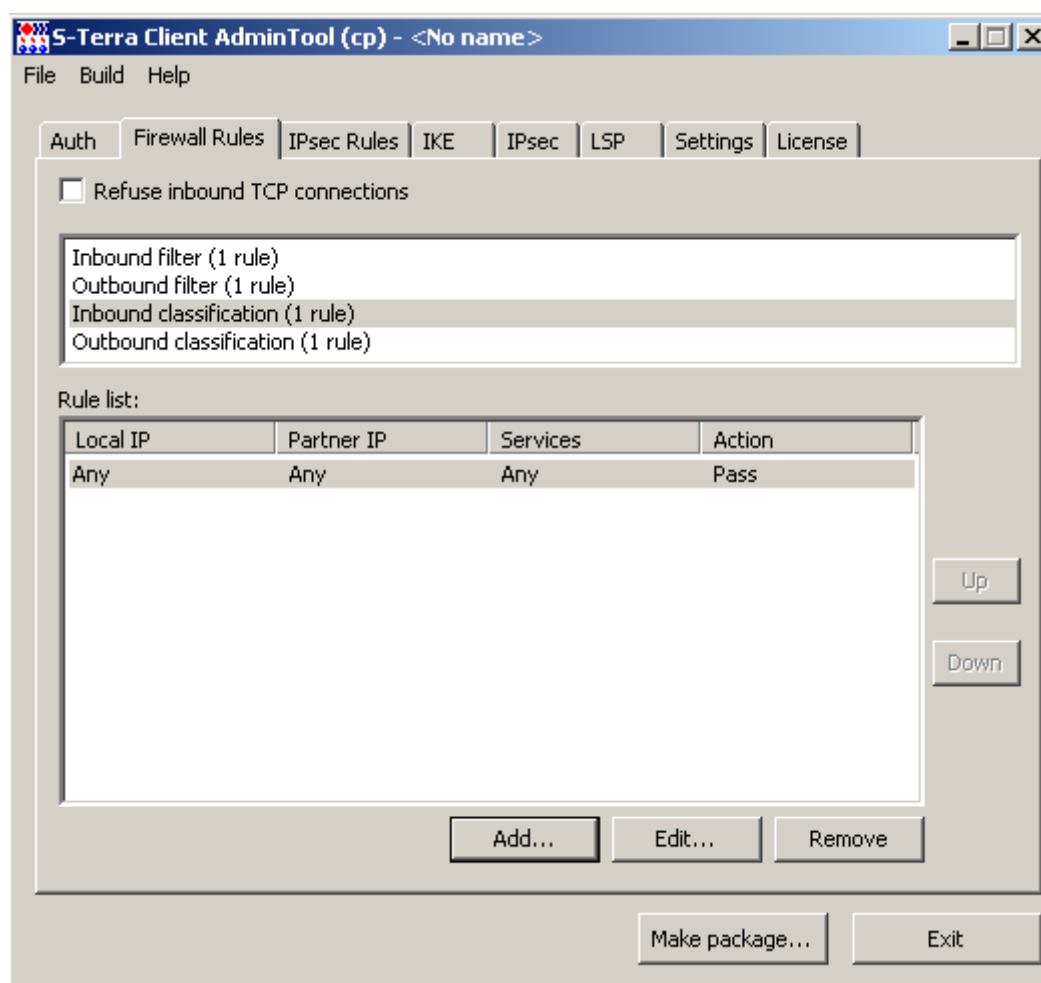 S-Terra Client AdminTool (cp) - <No name>
File Build Help
Auth Firewall Rules IPsec Rules IKE IPsec LSP Settings License
Refuse inbound TCP connections
Inbound filter (1 rule)
Outbound filter (1 rule)
Inbound classification (1 rule)
Outbound classification (1 rule)
Rule list:
Local IP Partner IP Services Action
Any Any Any Pass
Up
Down
Add... Edit... Remove
Make package... Exit